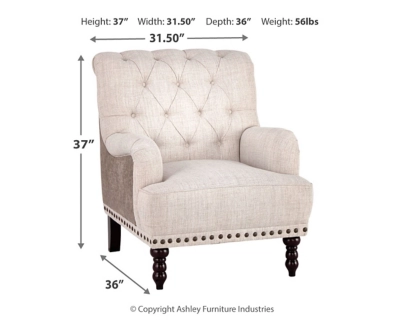 Height: 37" Width: 31.50" Depth: 36" Weight: 56lbs
31.50"
37"
36"
© Copyright Ashley Furniture Industries